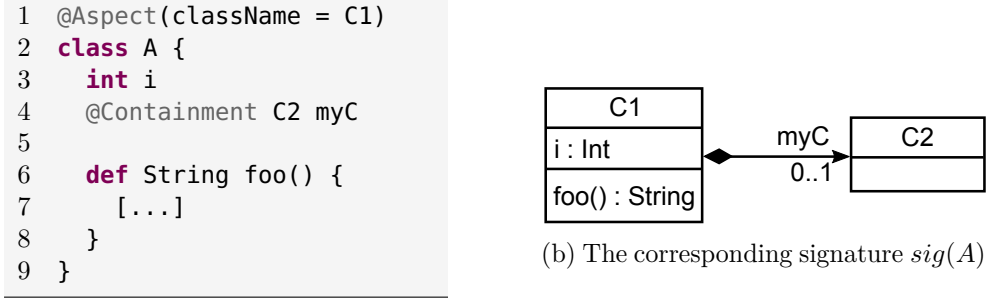 1 @Aspect(className = C1)
2 class A {
3 int i
4 @Containment C2 myC
5
6 def String foo() {
7 [...]
8 }
9 }
C1
i : Int
foo() : String
myC
0..1
C2
(b) The corresponding signature sig(A)